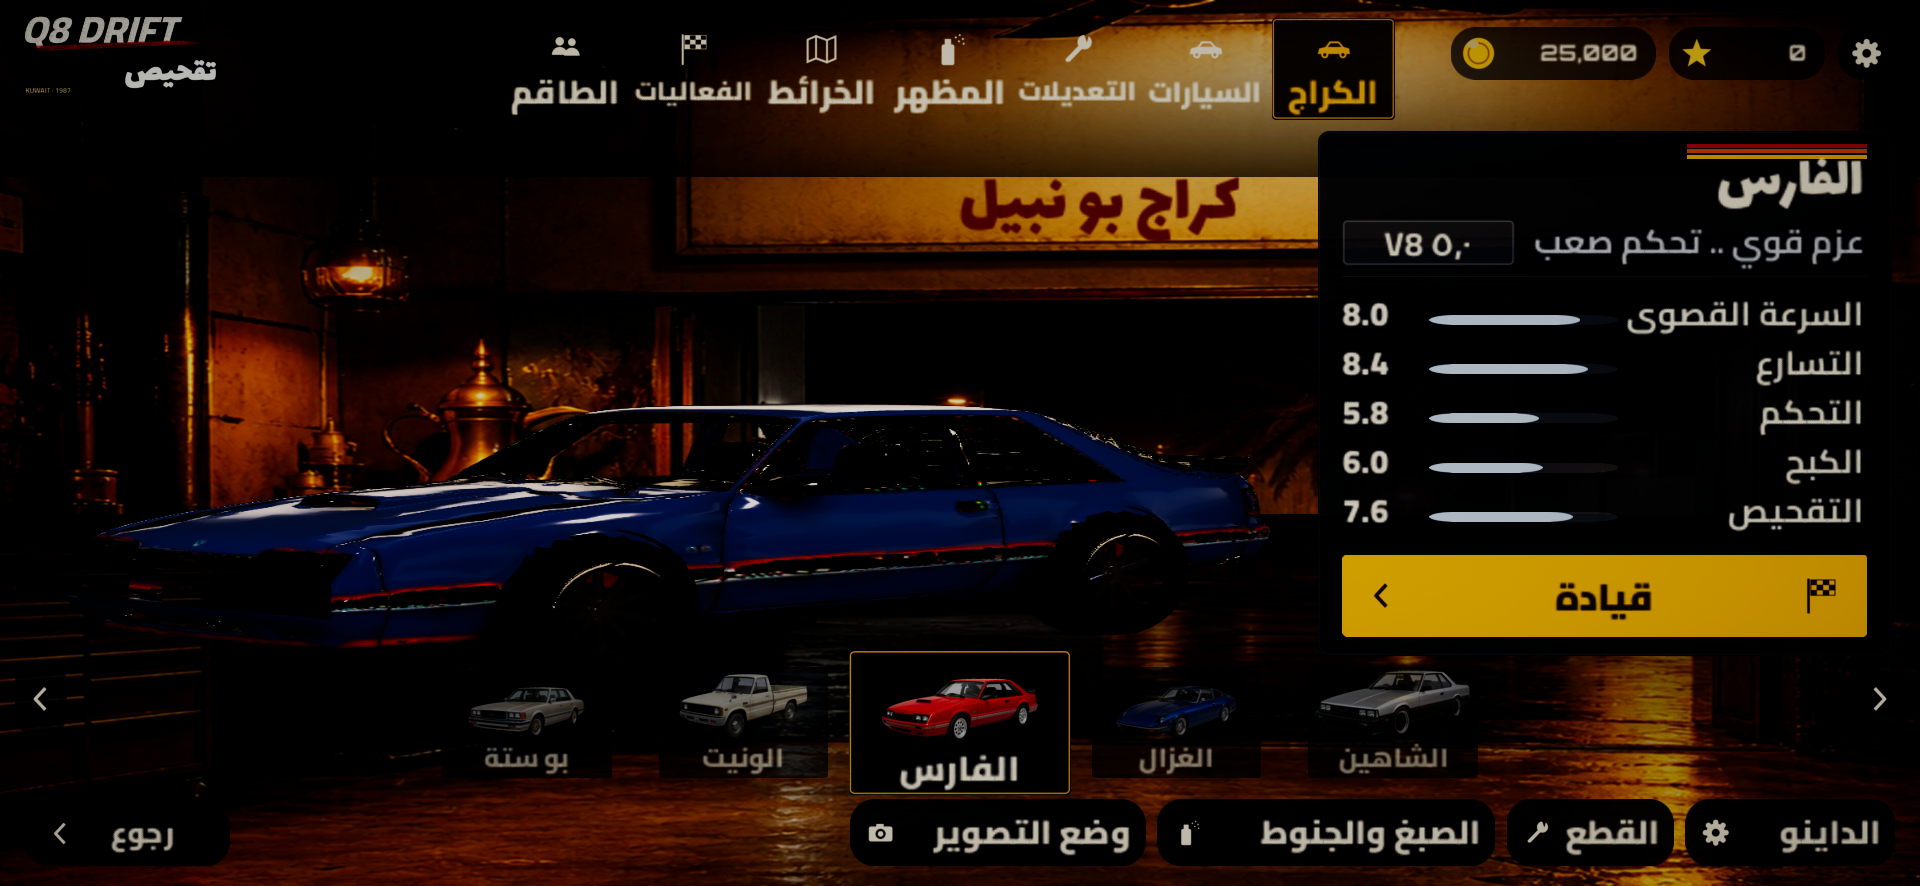 Q8 DRIFT
تقحيص
KUWAIT · 1987
الكراج
السيارات
التعديلات
المظهر
الخرائط
الفعاليات
الطاقم
25,000
0
كراج بو نبيل
الفارس
عزم قوي .. تحكم صعب
V8 ٥,٠
السرعة القصوى 8.0
التسارع 8.4
التحكم 5.8
الكبح 6.0
التقحيص 7.6
قيادة
الشاهين
الغزال
الفارس
الونيت
بو ستة
الداينو
القطع
الصبغ والجنوط
وضع التصوير
رجوع